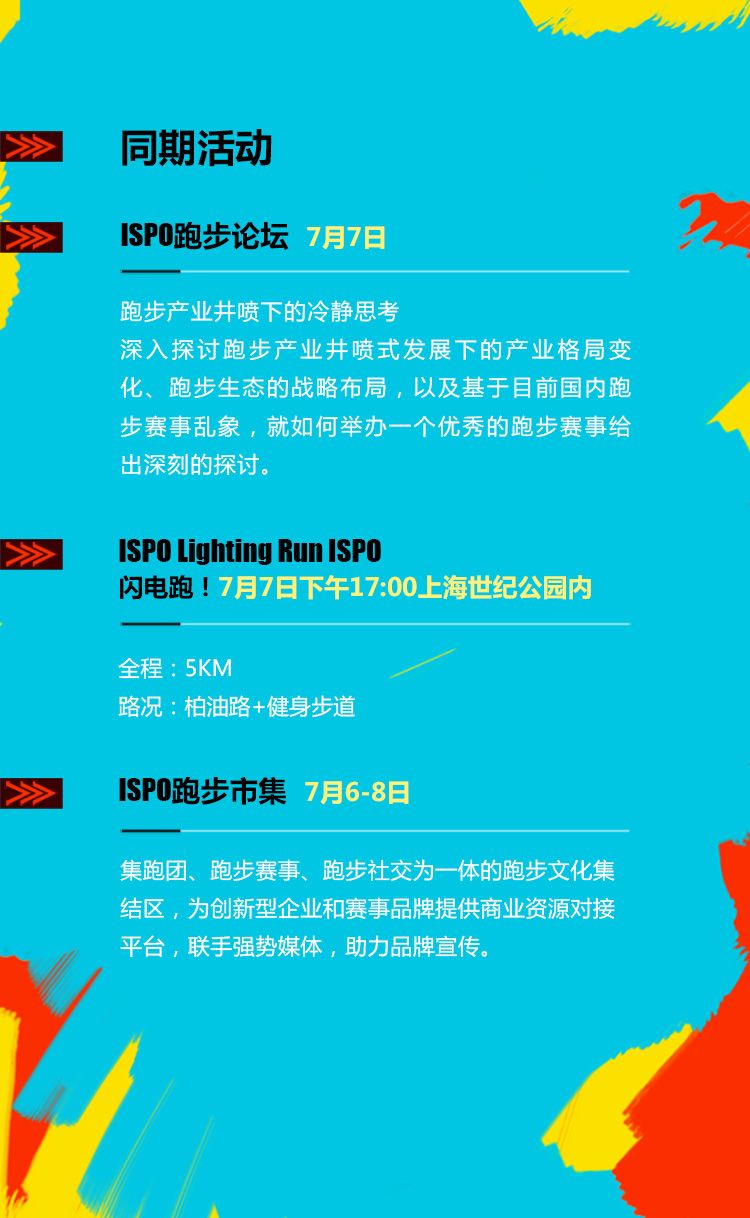 同期活动
ISPO跑步论坛 7月7日
跑步产业井喷下的冷静思考
深入探讨跑步产业井喷式发展下的产业格局变
化、跑步生态的战略布局，以及基于目前国内跑
步赛事乱象，就如何举办一个优秀的跑步赛事给
出深刻的探讨。
ISPO Lighting Run ISPO
闪电跑！7月7日下午17:00上海世纪公园内
全程：5KM
路况：柏油路+健身步道
ISPO跑步市集 7月6-8日
集跑团、跑步赛事、跑步社交为一体的跑步文化集
结区，为创新型企业和赛事品牌提供商业资源对接
平台，联手强势媒体，助力品牌宣传。